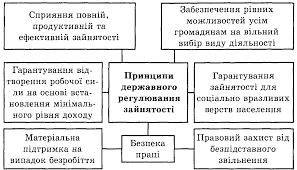 Сприяння повній,
продуктивній та
ефективній зайнятості
Забезпечення рівних
можливостей усім
громадянам на вільний
вибір виду діяльності
Гарантування від-
творення робочої си-
ли на основі вста-
новлення мінімаль-
ного рівня доходу
Принципи
державного
регулювання
зайнятості
Гарантування
зайнятості для
соціально вразливих
верств населення
Матеріальна
підтримка на
випадок безробіття
Безпека
праці
Правовий захист від
безпідставного
звільнення